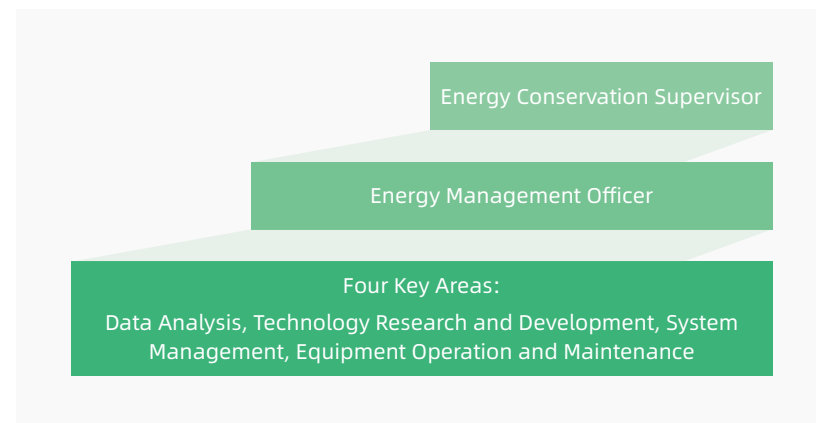 Energy Conservation Supervisor
Energy Management Officer
Four Key Areas:
Data Analysis, Technology Research and Development, System
Management, Equipment Operation and Maintenance